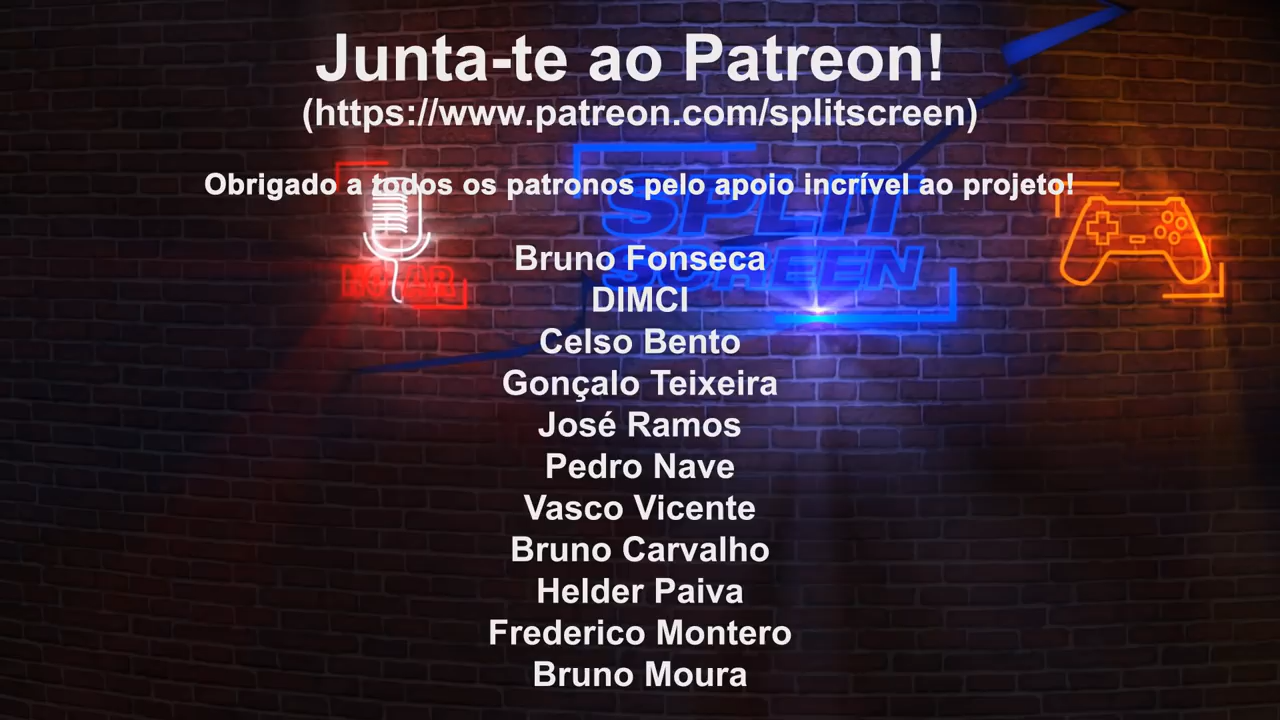 Junta-te ao Patreon!
(https://www.patreon.com/splitscreen)
Obrigado a todos os patronos pelo apoio incrível ao projeto!
SPLIT
SCREEN
Bruno Fonseca
DIMCI
Celso Bento
Gonçalo Teixeira
José Ramos
Pedro Nave
Vasco Vicente
Bruno Carvalho
Helder Paiva
Frederico Montero
Bruno Moura